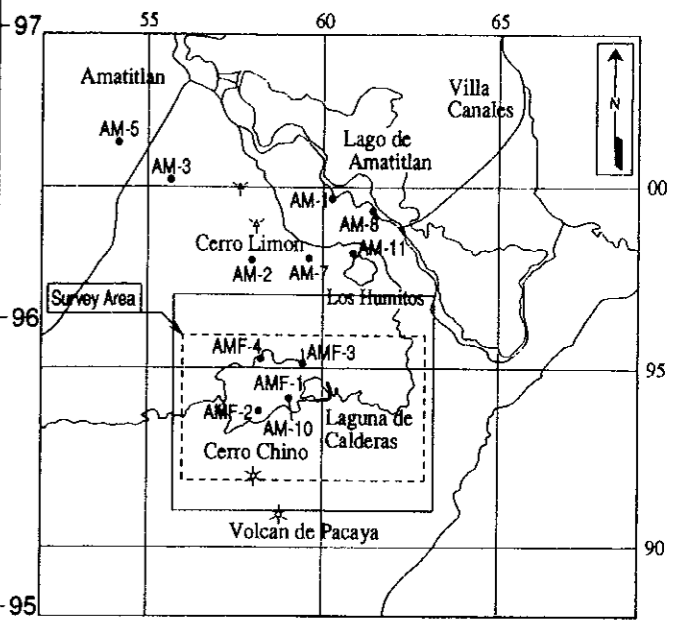 97
55
60
65
Amatitlan
Villa
Canales
N
AM-5
Lago de
Amatitlan
AM-3
00
AM-1
AM-8
Cerro Limon
AM-11
AM-2
AM-7
Los Humitos
Survey Area
96
AMF-4
AMF-3
95
AMF-1
AMF-2
Laguna de
Calderas
AM-10
Cerro Chino
Volcan de Pacaya
90
95